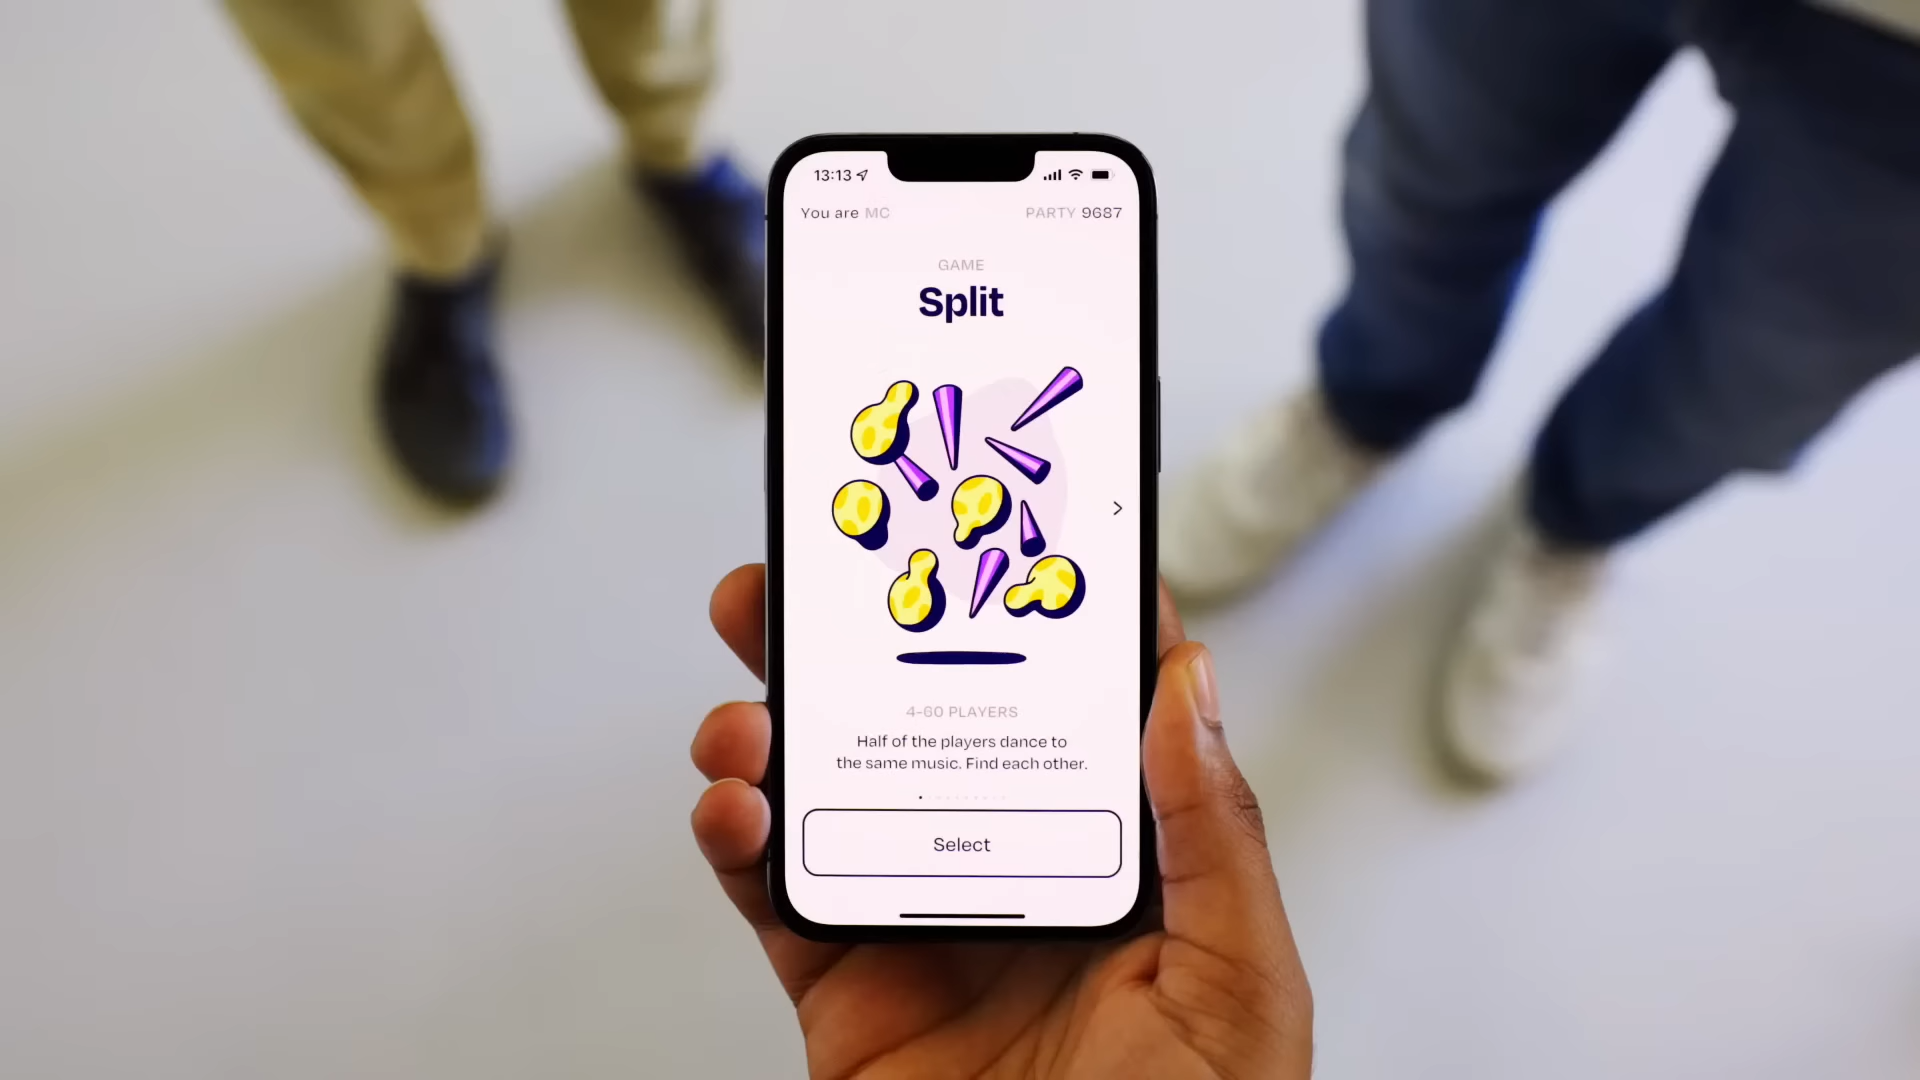 13:13
You are MC
PARTY 9687
GAME
Split
4-60 PLAYERS
Half of the players dance to
the same music. Find each other.
Select